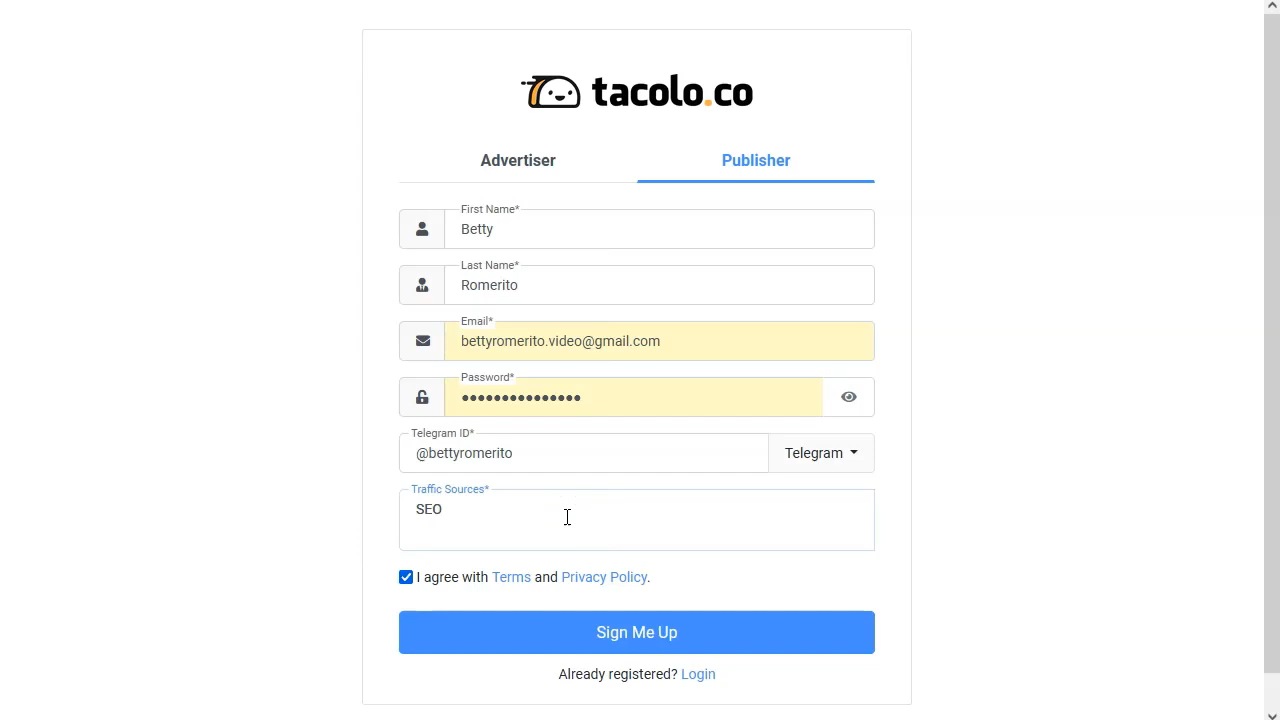 tacolo.co
Advertiser Publisher
First Name*
Betty
Last Name*
Romerito
Email*
bettyromerito.video@gmail.com
Password*
•••••••••••••••
Telegram ID*
@bettyromerito Telegram
Traffic Sources*
SEO
I agree with Terms and Privacy Policy.
Sign Me Up
Already registered? Login